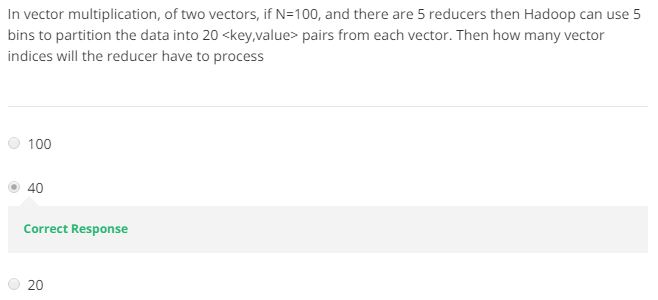 In vector multiplication, of two vectors, if N=100, and there are 5 reducers then Hadoop can use 5
bins to partition the data into 20 <key,value> pairs from each vector. Then how many vector
indices will the reducer have to process
100
40
Correct Response
20